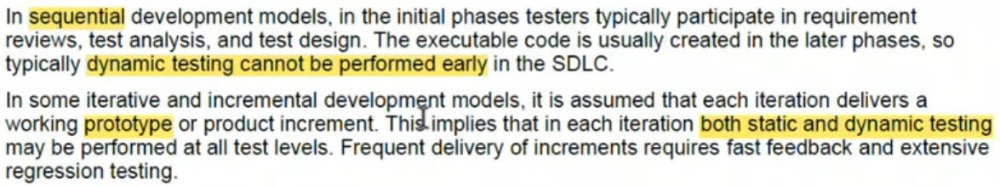 In sequential development models, in the initial phases testers typically participate in requirement
reviews, test analysis, and test design. The executable code is usually created in the later phases, so
typically dynamic testing cannot be performed early in the SDLC.
In some iterative and incremental development models, it is assumed that each iteration delivers a
working prototype or product increment. This implies that in each iteration both static and dynamic testing
may be performed at all test levels. Frequent delivery of increments requires fast feedback and extensive
regression testing.